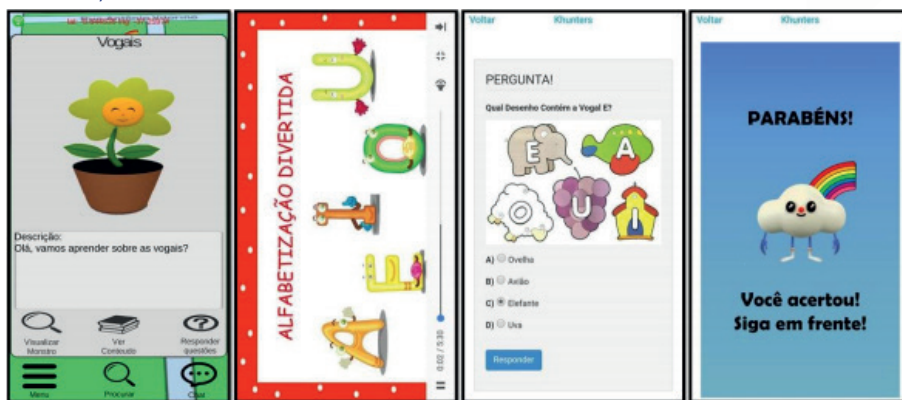 Vogais
Descrição:
Olá, vamos aprender sobre as vogais?
Visualizar Monstro
Ver Conteudo
Responder questões
Menu
Procurar
Chat
ALFABETIZAÇÃO DIVERTIDA
A E I O U
0:02 / 5:30
Voltar Khunters
PERGUNTA!
Qual Desenho Contém a Vogal E?
E A
O U I
A) Ovelha
B) Avião
C) Elefante
D) Uva
Responder
Voltar Khunters
PARABÉNS!
Você acertou!
Siga em frente!